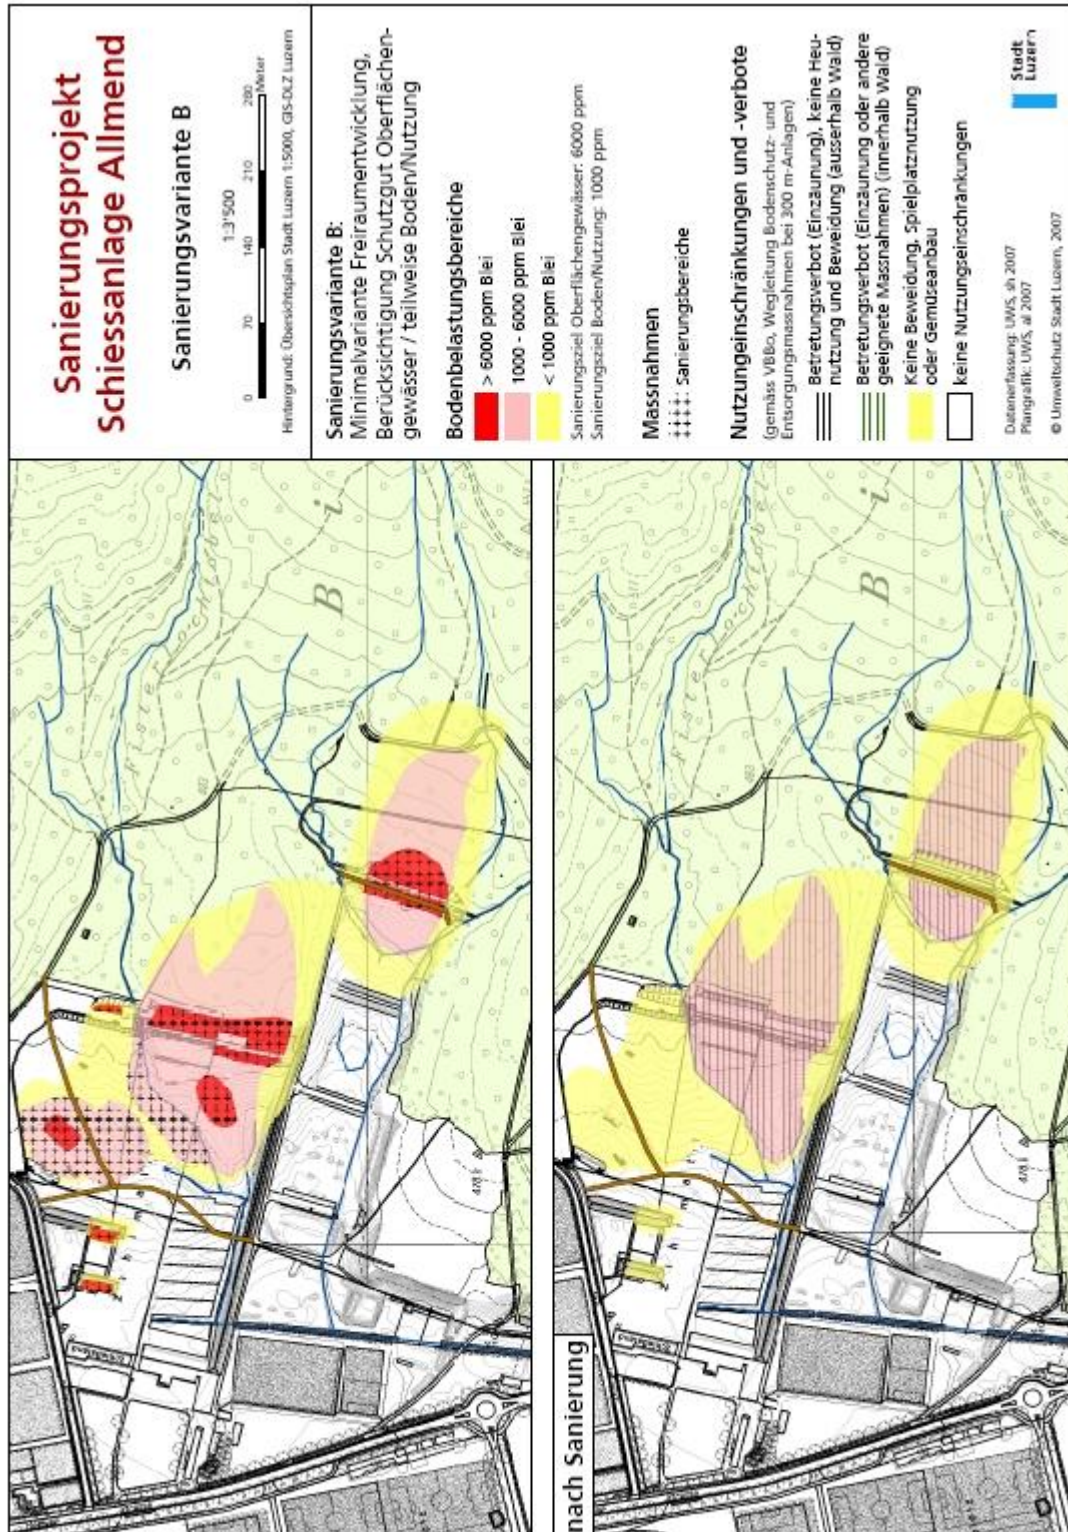 Sanierungsprojekt
Schiessanlage Allmend
Sanierungsvariante B
1:3'500
0 70 140 210 280
Meter
Hintergrund: Übersichtsplan Stadt Luzern 1:5000, GIS-DLZ Luzern
Sanierungsvariante B:
Minimalvariante Freiraumentwicklung,
Berücksichtigung Schutzgut Oberflächen-
gewässer / teilweise Boden/Nutzung
Bodenbelastungsbereiche
> 6000 ppm Blei
1000 - 6000 ppm Blei
< 1000 ppm Blei
Sanierungsziel Oberflächengewässer: 6000 ppm
Sanierungsziel Boden/Nutzung: 1000 ppm
Massnahmen
Sanierungsbereiche
Nutzungeinschränkungen und -verbote
(gemäss VBBo, Wegleitung Bodenschutz- und
Entsorgungsmassnahmen bei 300 m-Anlagen)
Betretungsverbot (Einzäunung), keine Heu-
nutzung und Beweidung (ausserhalb Wald)
Betretungsverbot (Einzäunung oder andere
geeignete Massnahmen) (innerhalb Wald)
Keine Beweidung, Spielplatznutzung
oder Gemüseanbau
keine Nutzungseinschränkungen
Datenerfassung: UWS, sh 2007
Plangrafik: UWS, al 2007
© Umweltschutz Stadt Luzern, 2007
Stadt
Luzern
B i
478.6
nach Sanierung
B i
478.6